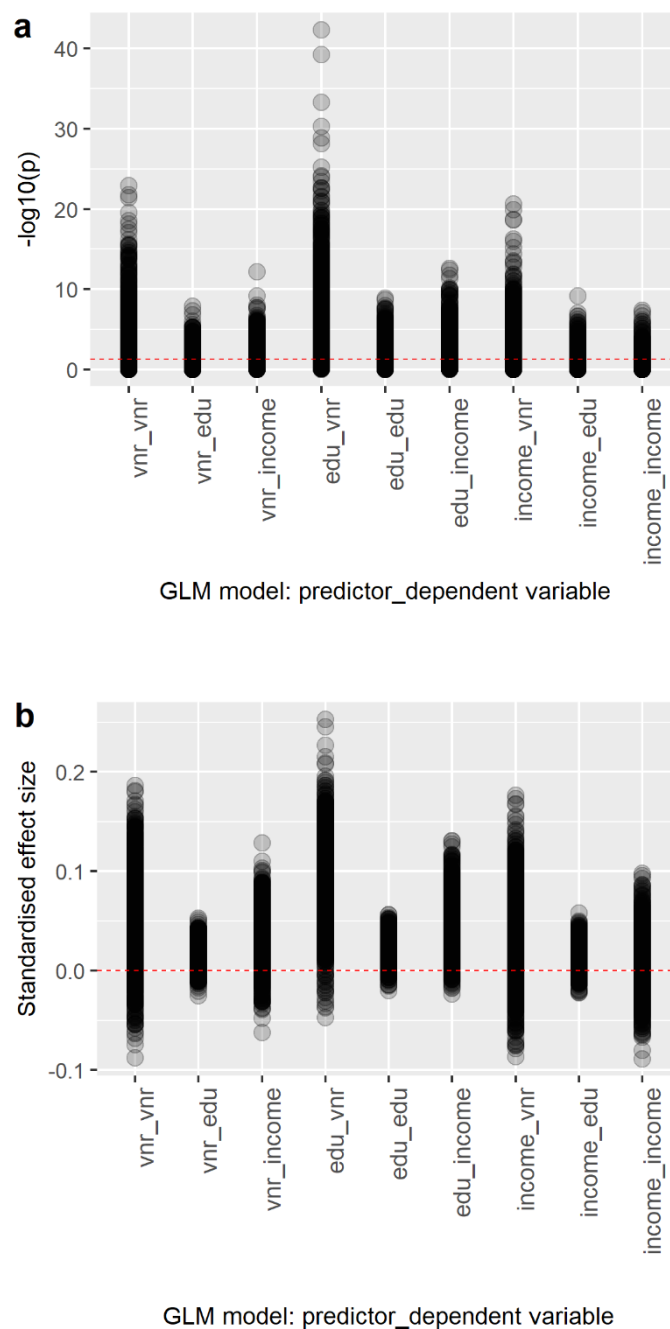 a
40
30
20
10
0
-log10(p)
vnr_vnr
vnr_edu
vnr_income
edu_vnr
edu_edu
edu_income
income_vnr
income_edu
income_income
GLM model: predictor_dependent variable
b
0.2
0.1
0.0
-0.1
Standardised effect size
vnr_vnr
vnr_edu
vnr_income
edu_vnr
edu_edu
edu_income
income_vnr
income_edu
income_income
GLM model: predictor_dependent variable